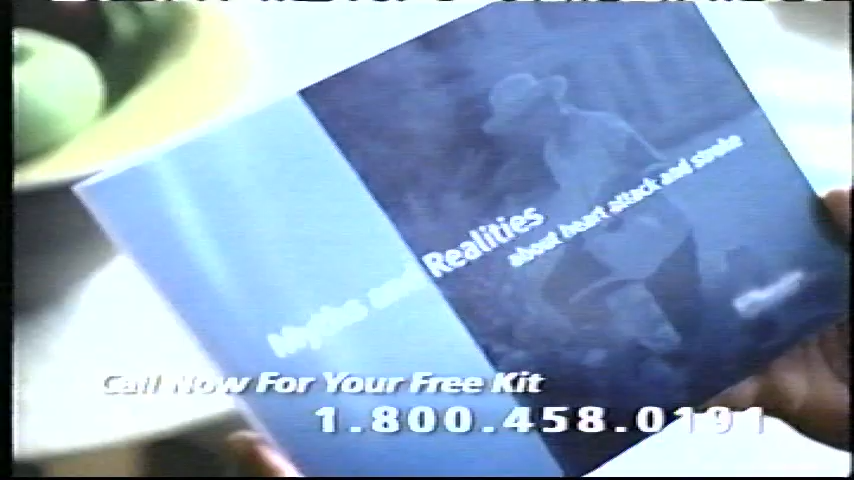 Myths and Realities
about heart attack and stroke
Call Now For Your Free Kit
1.800.458.0191